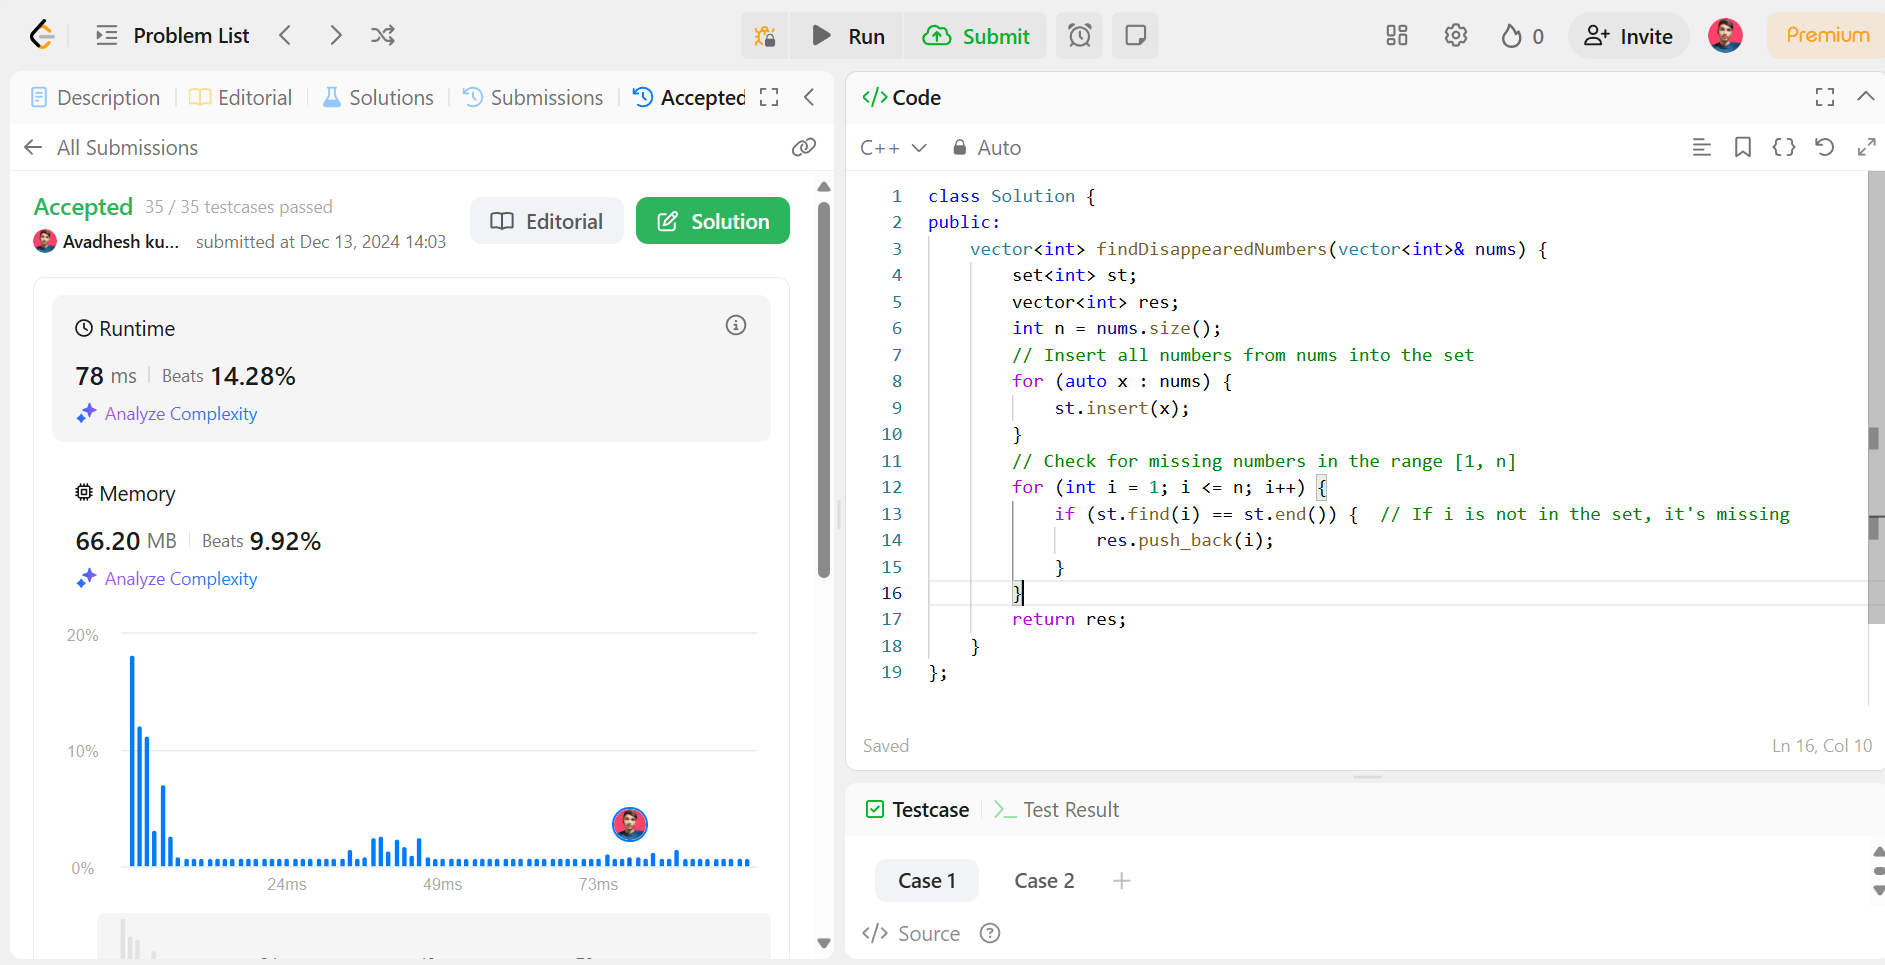 Problem List
Run
Submit
0
Invite
Premium
Description
Editorial
Solutions
Submissions
Accepted
All Submissions
Accepted 35 / 35 testcases passed
Avadhesh ku... submitted at Dec 13, 2024 14:03
Editorial
Solution
Runtime
78 ms Beats 14.28%
Analyze Complexity
Memory
66.20 MB Beats 9.92%
Analyze Complexity
20%
10%
0%
24ms 49ms 73ms
</> Code
C++ Auto
1 class Solution {
2 public:
3 vector<int> findDisappearedNumbers(vector<int>& nums) {
4 set<int> st;
5 vector<int> res;
6 int n = nums.size();
7 // Insert all numbers from nums into the set
8 for (auto x : nums) {
9 st.insert(x);
10 }
11 // Check for missing numbers in the range [1, n]
12 for (int i = 1; i <= n; i++) {
13 if (st.find(i) == st.end()) { // If i is not in the set, it's missing
14 res.push_back(i);
15 }
16 }
17 return res;
18 }
19 };
Saved
Ln 16, Col 10
Testcase
Test Result
Case 1
Case 2
</> Source